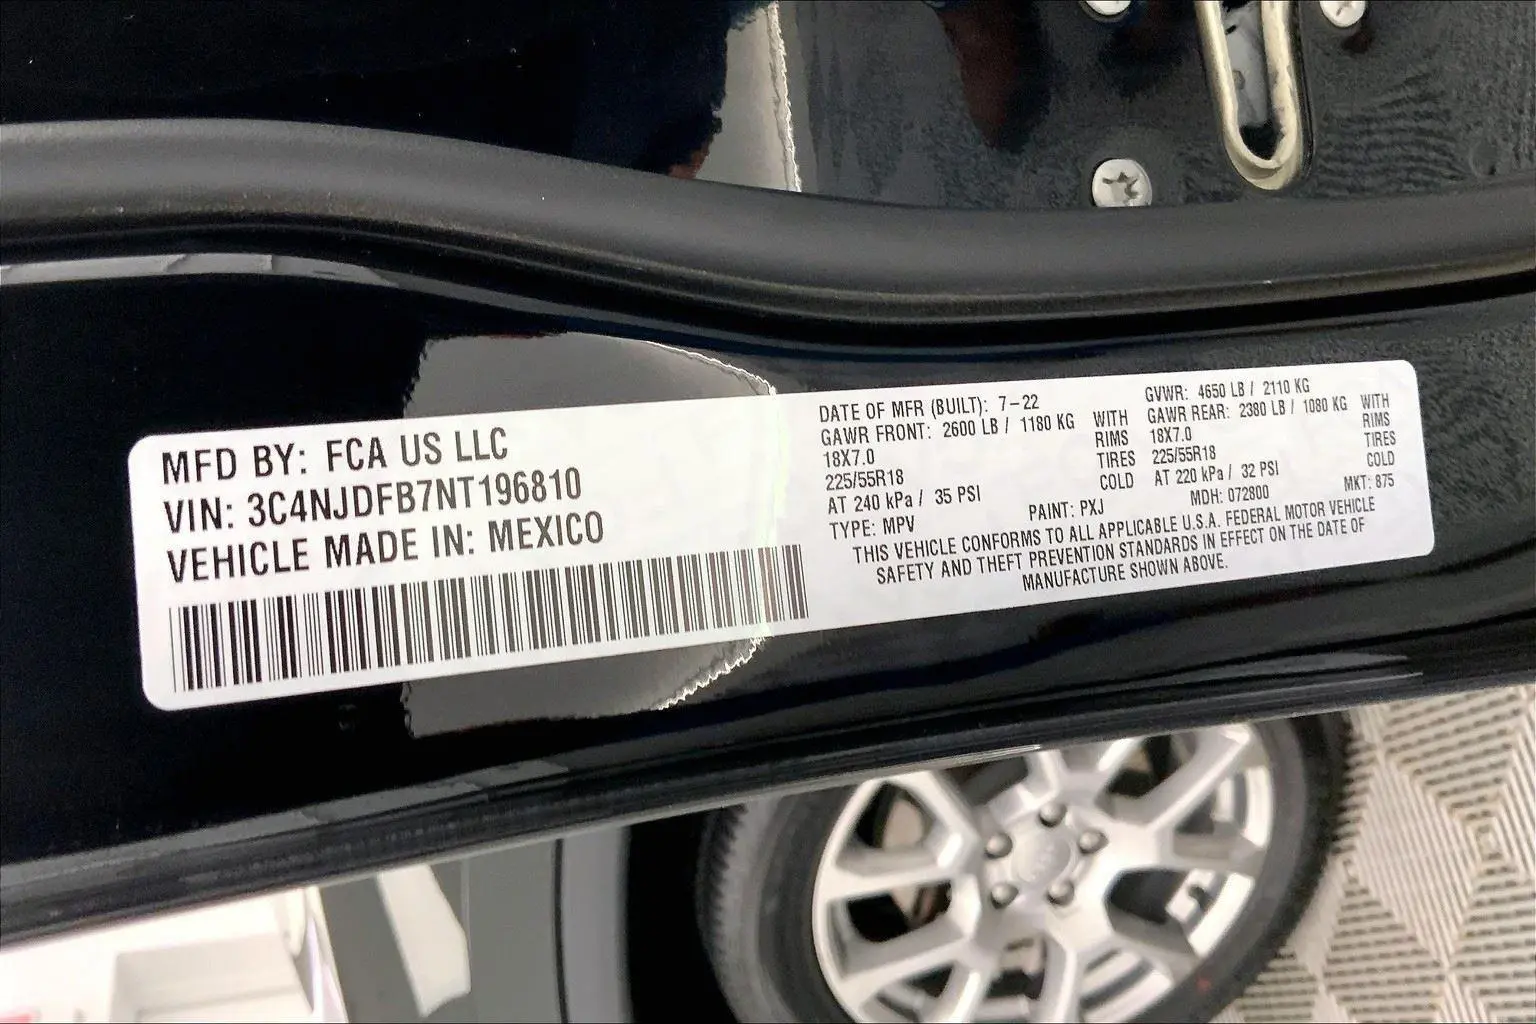 MFD BY: FCA US LLC
VIN: 3C4NJDFB7NT196810
VEHICLE MADE IN: MEXICO
DATE OF MFR (BUILT): 7-22 GVWR: 4650 LB / 2110 KG
GAWR FRONT: 2600 LB / 1180 KG WITH GAWR REAR: 2380 LB / 1080 KG WITH
18X7.0 RIMS 18X7.0 RIMS
225/55R18 TIRES 225/55R18 TIRES
AT 240 kPa / 35 PSI COLD AT 220 kPa / 32 PSI COLD
TYPE: MPV PAINT: PXJ MDH: 072800 MKT: 875
THIS VEHICLE CONFORMS TO ALL APPLICABLE U.S.A. FEDERAL MOTOR VEHICLE
SAFETY AND THEFT PREVENTION STANDARDS IN EFFECT ON THE DATE OF
MANUFACTURE SHOWN ABOVE.